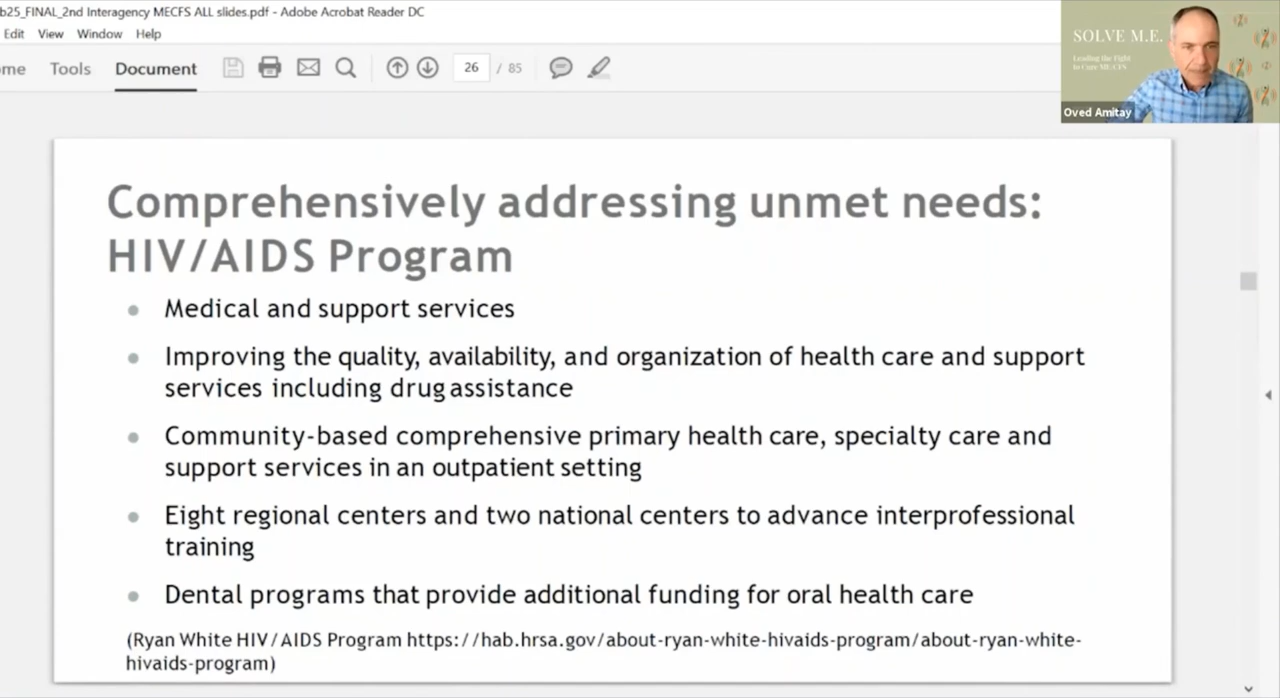 b25_FINAL_2nd Interagency MECFS ALL slides.pdf - Adobe Acrobat Reader DC
Edit View Window Help
me Tools Document 26 / 85
SOLVE M.E.
Leading the Fight
to Cure ME/CFS
Oved Amitay
Comprehensively addressing unmet needs:
HIV/AIDS Program
• Medical and support services
• Improving the quality, availability, and organization of health care and support
services including drug assistance
• Community-based comprehensive primary health care, specialty care and
support services in an outpatient setting
• Eight regional centers and two national centers to advance interprofessional
training
• Dental programs that provide additional funding for oral health care
(Ryan White HIV/AIDS Program https://hab.hrsa.gov/about-ryan-white-hivaids-program/about-ryan-white-
hivaids-program)